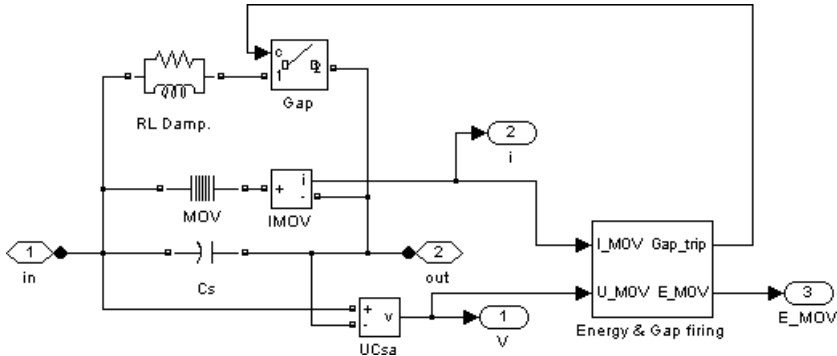 c
1
2
Gap
RL Damp.
2
i
MOV
+
i
-
IMOV
1
in
2
out
Cs
I_MOV Gap_trip
U_MOV E_MOV
Energy & Gap firing
3
E_MOV
+
-
v
UCsa
1
V